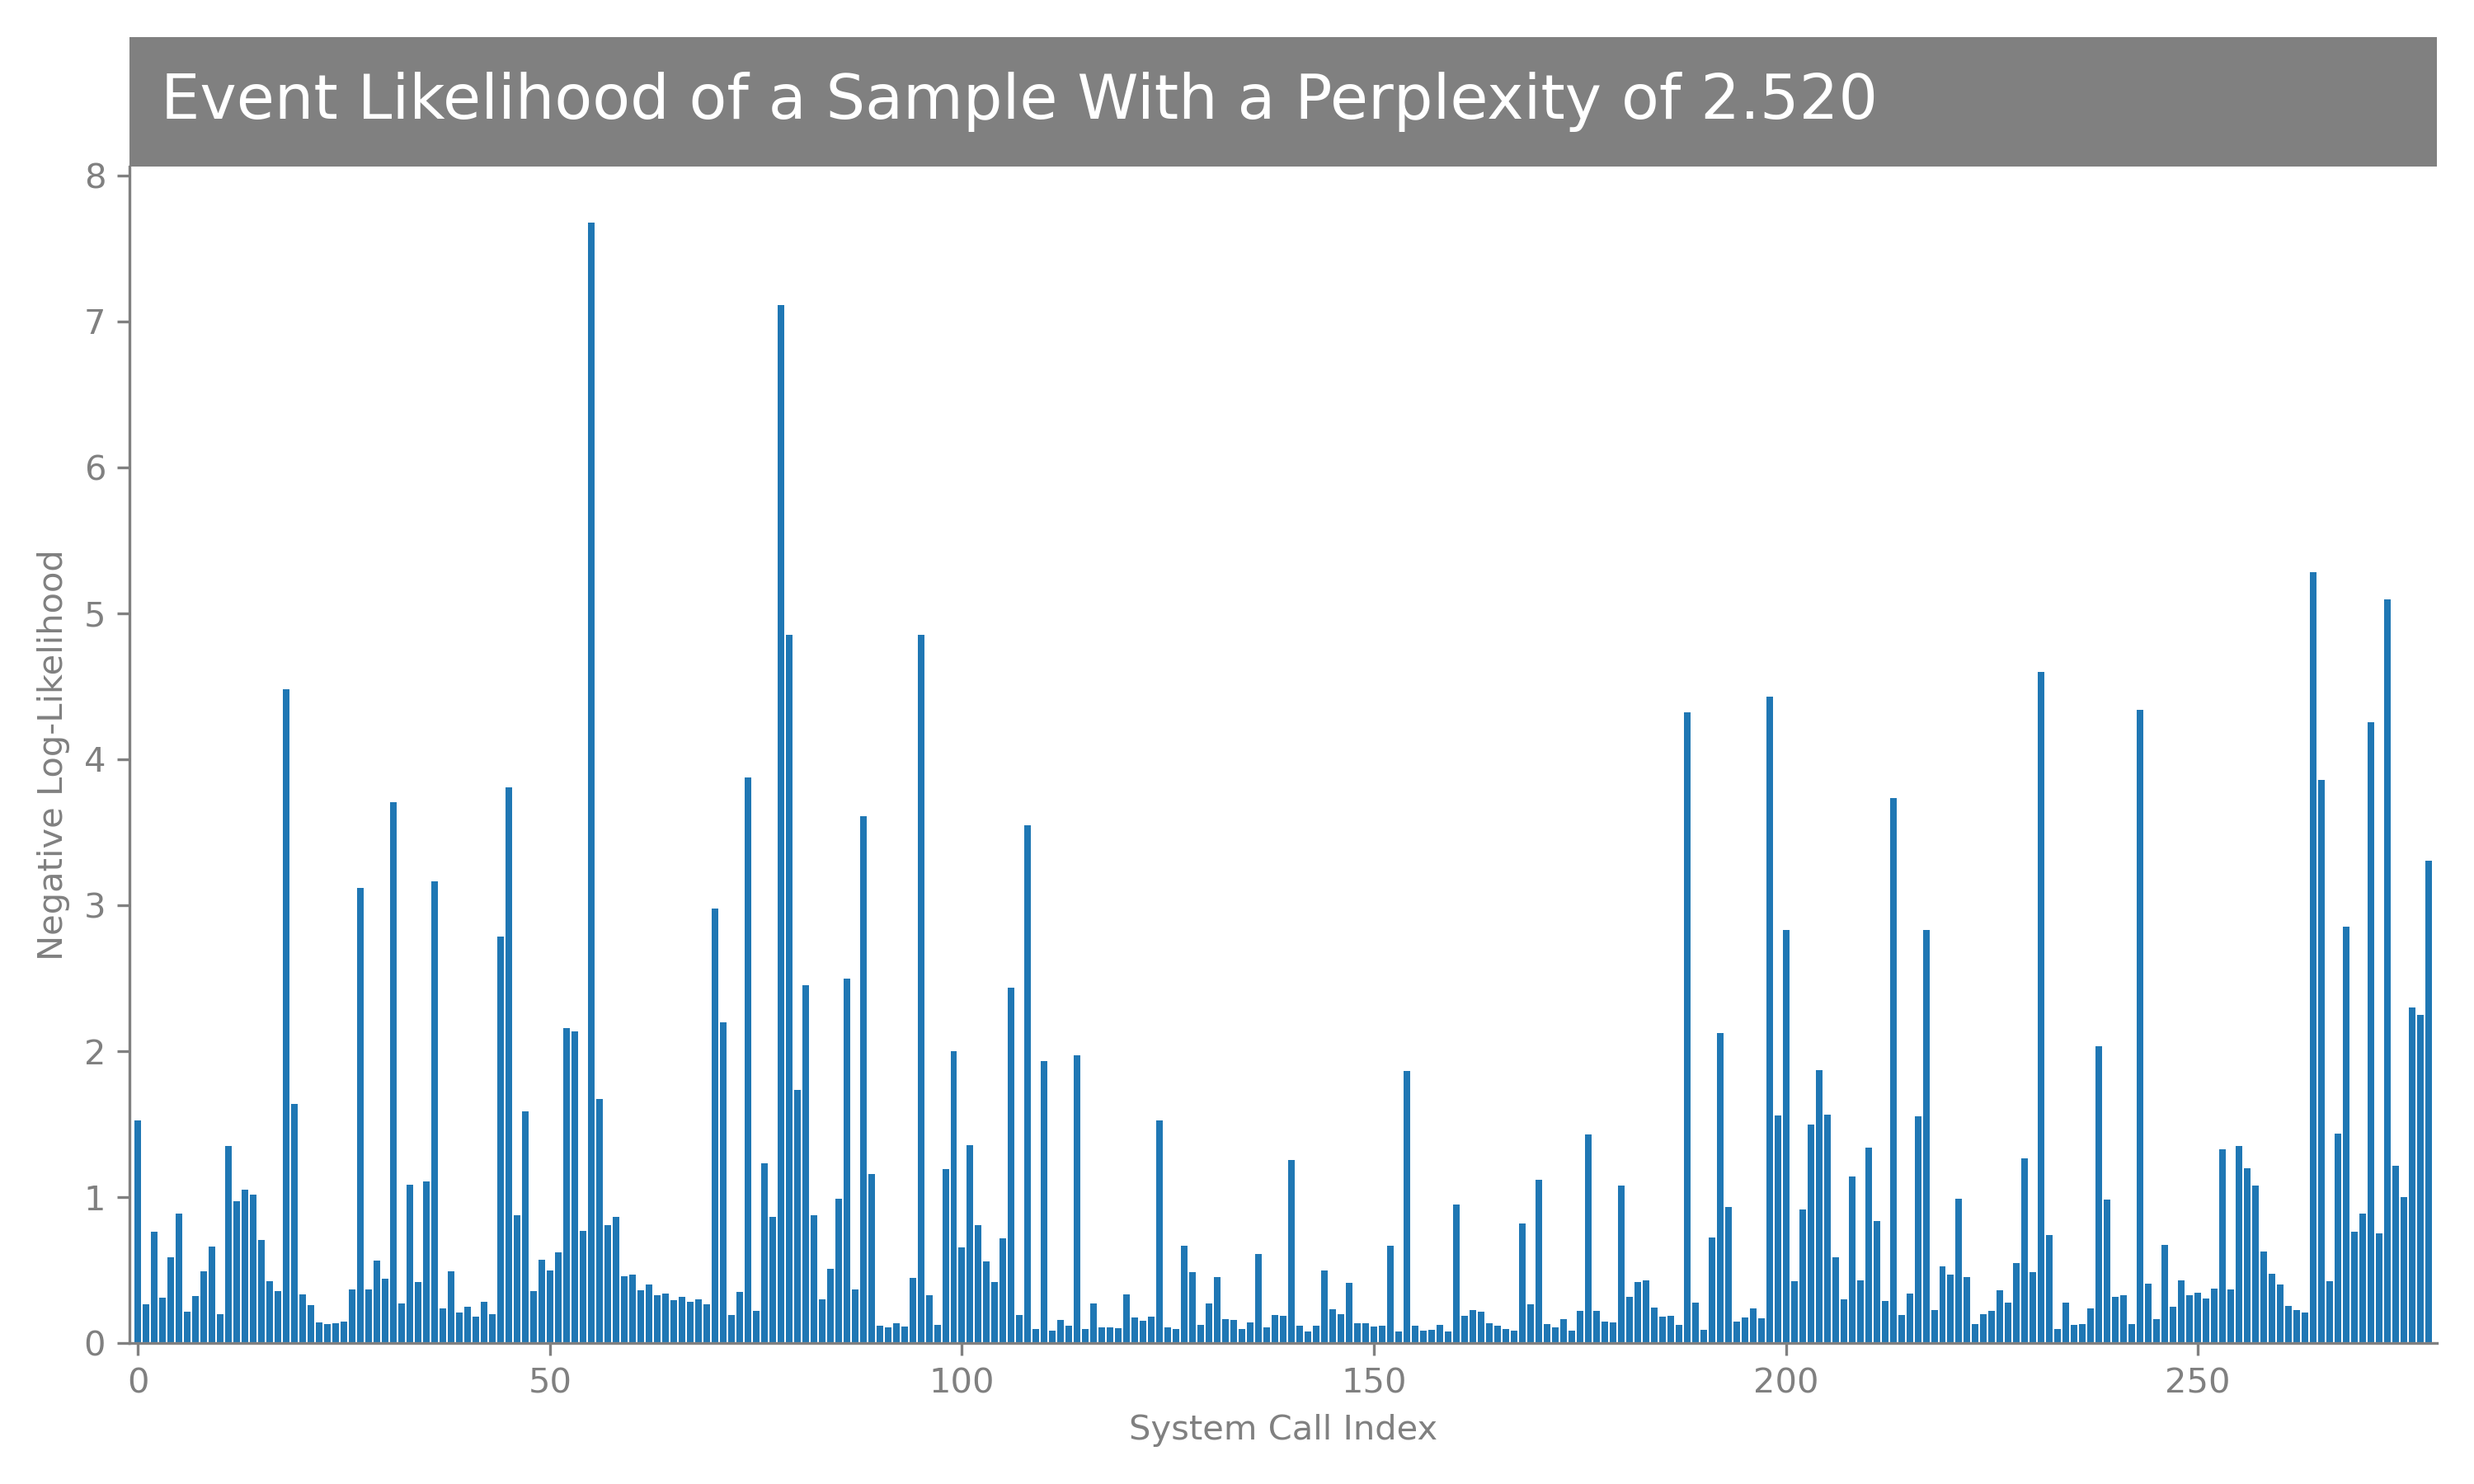 Event Likelihood of a Sample With a Perplexity of 2.520
8
7
6
5
4
3
2
1
0
Negative Log-Likelihood
0 50 100 150 200 250
System Call Index